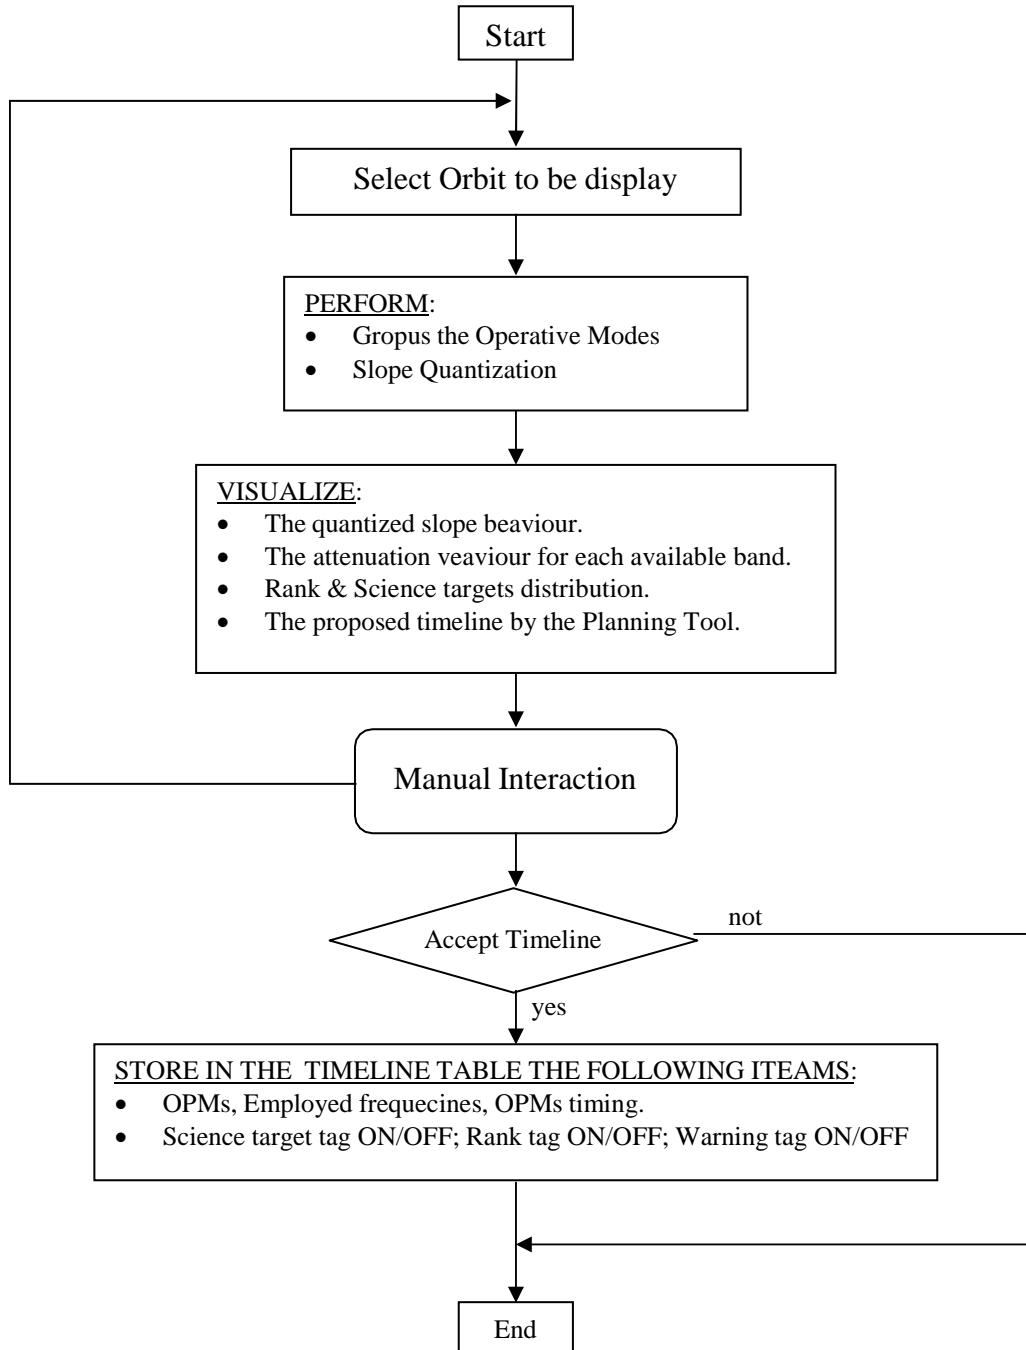 Start
Select Orbit to be display
PERFORM:
• Gropus the Operative Modes
• Slope Quantization
VISUALIZE:
• The quantized slope beaviour.
• The attenuation veaviour for each available band.
• Rank & Science targets distribution.
• The proposed timeline by the Planning Tool.
Manual Interaction
Accept Timeline
not
yes
STORE IN THE  TIMELINE TABLE THE FOLLOWING ITEAMS:
• OPMs, Employed frequecines, OPMs timing.
• Science target tag ON/OFF; Rank tag ON/OFF; Warning tag ON/OFF
End